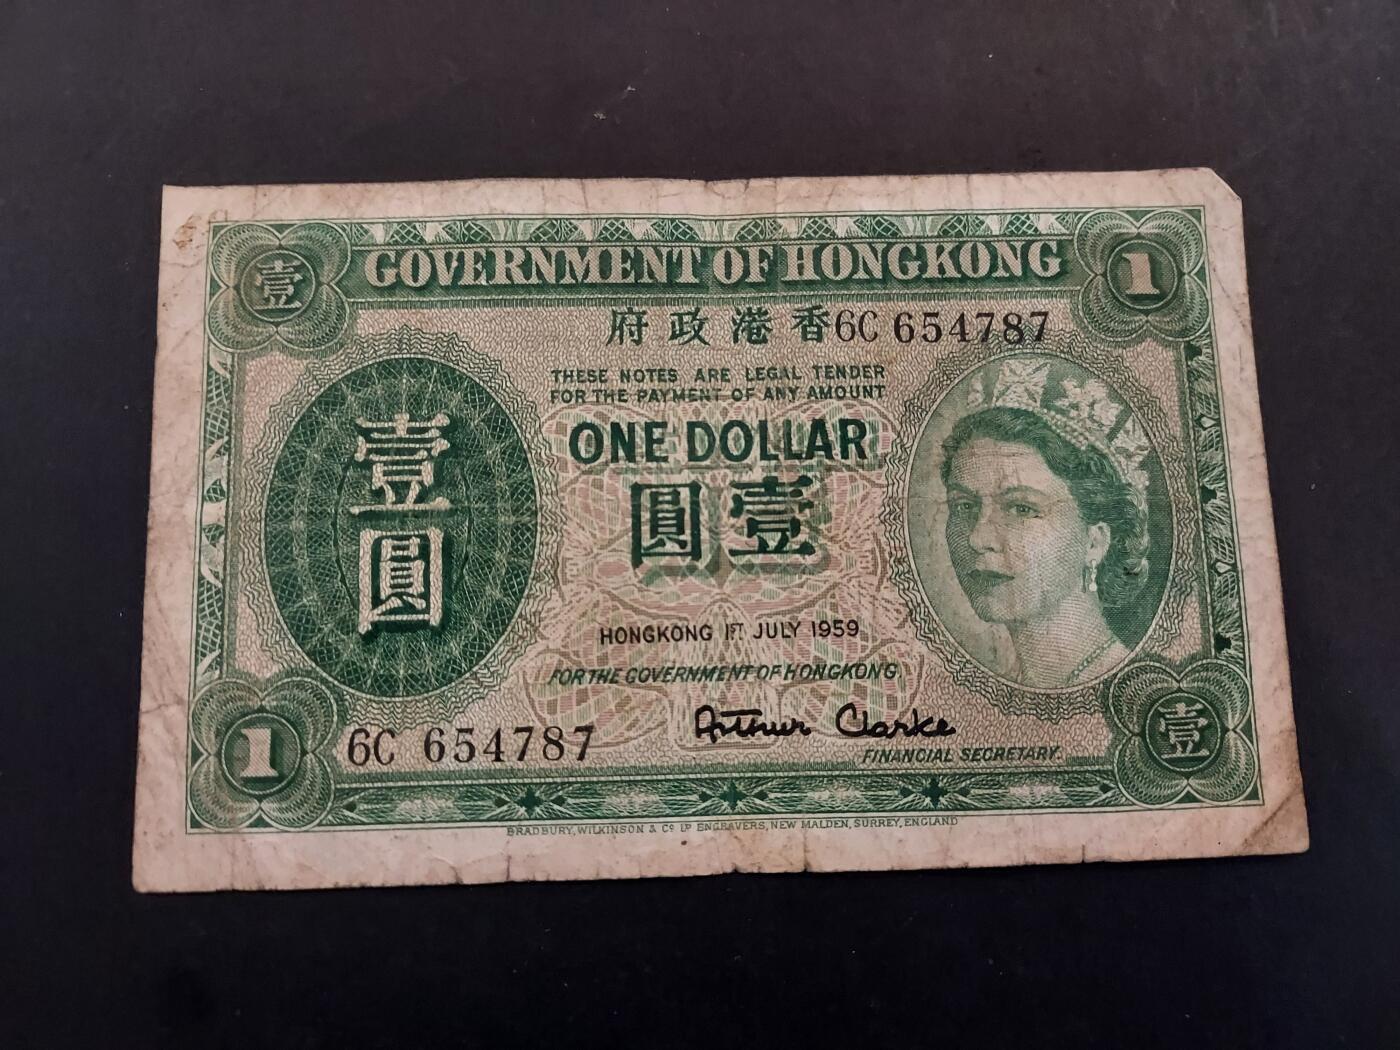 GOVERNMENT OF HONGKONG
壹
1
府政港香
6C 654787
THESE NOTES ARE LEGAL TENDER
FOR THE PAYMENT OF ANY AMOUNT
ONE DOLLAR
圓壹
壹圓
HONGKONG 1ST JULY 1959
FOR THE GOVERNMENT OF HONGKONG.
6C 654787
Arthur Clarke
FINANCIAL SECRETARY.
1
壹
BRADBURY, WILKINSON & Co. Ld. ENGRAVERS, NEW MALDEN, SURREY, ENGLAND